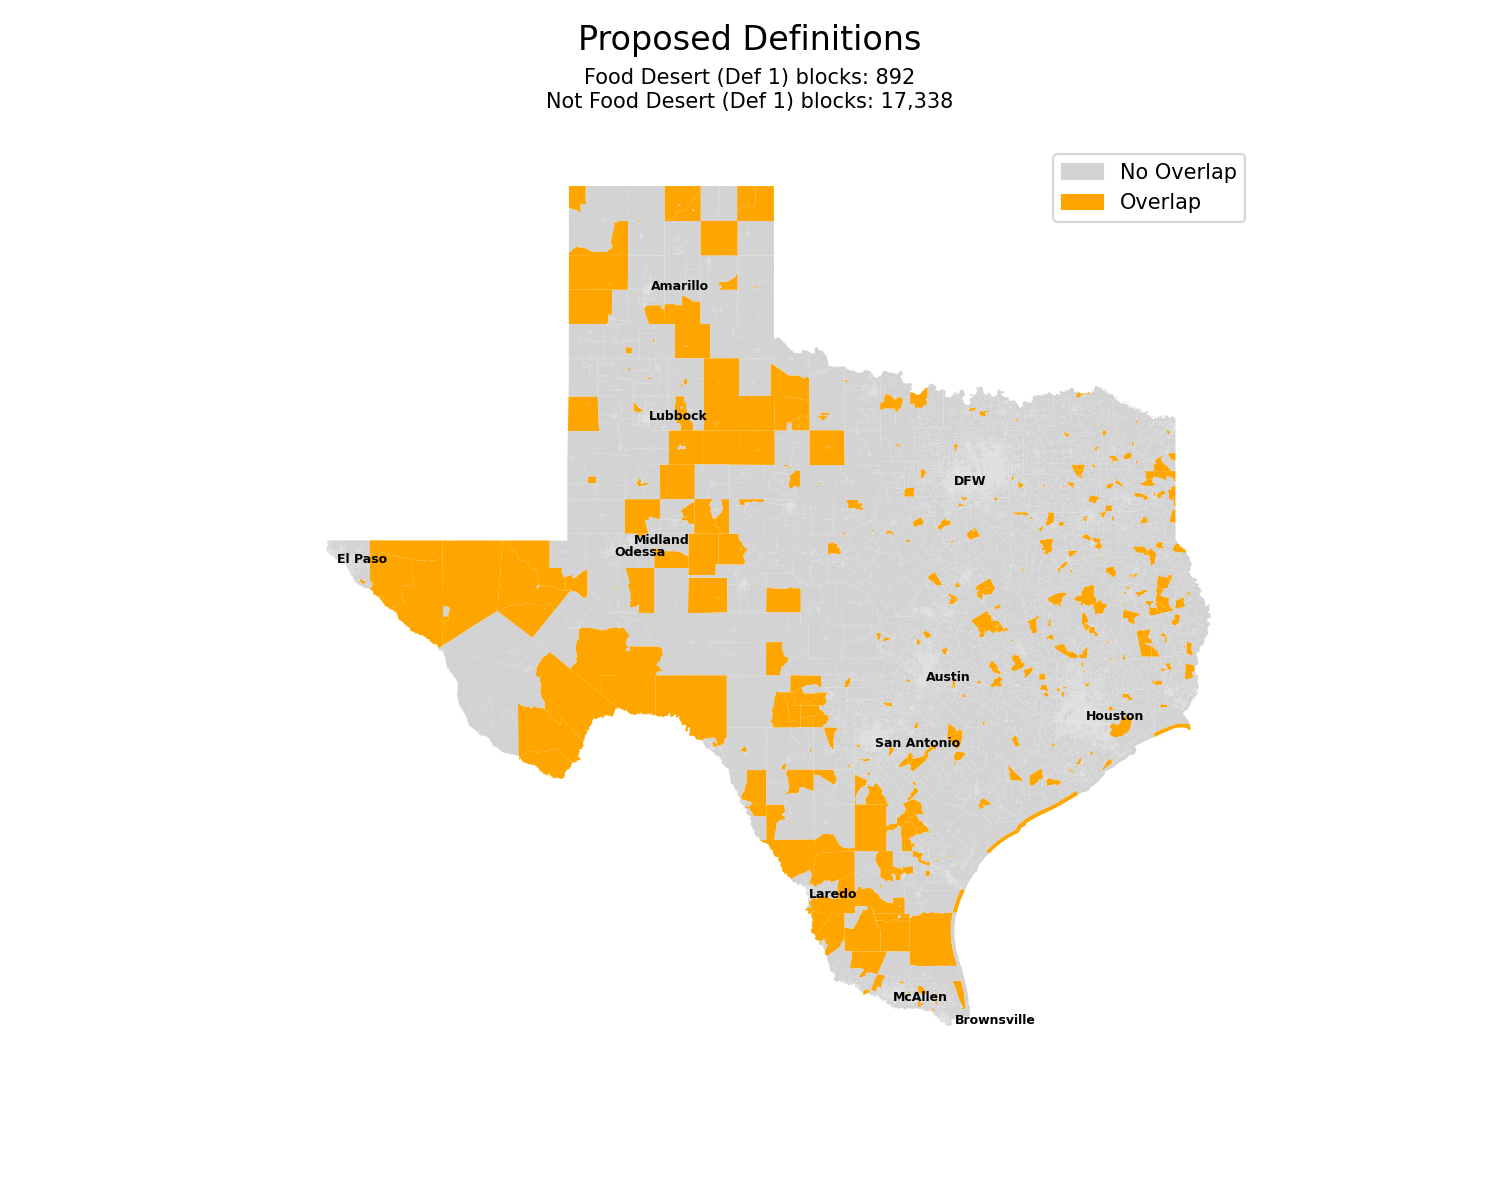 Proposed Definitions
Food Desert (Def 1) blocks: 892
Not Food Desert (Def 1) blocks: 17,338
No Overlap
Overlap
Amarillo
Lubbock
DFW
Midland
Odessa
El Paso
Austin
Houston
San Antonio
Laredo
McAllen
Brownsville